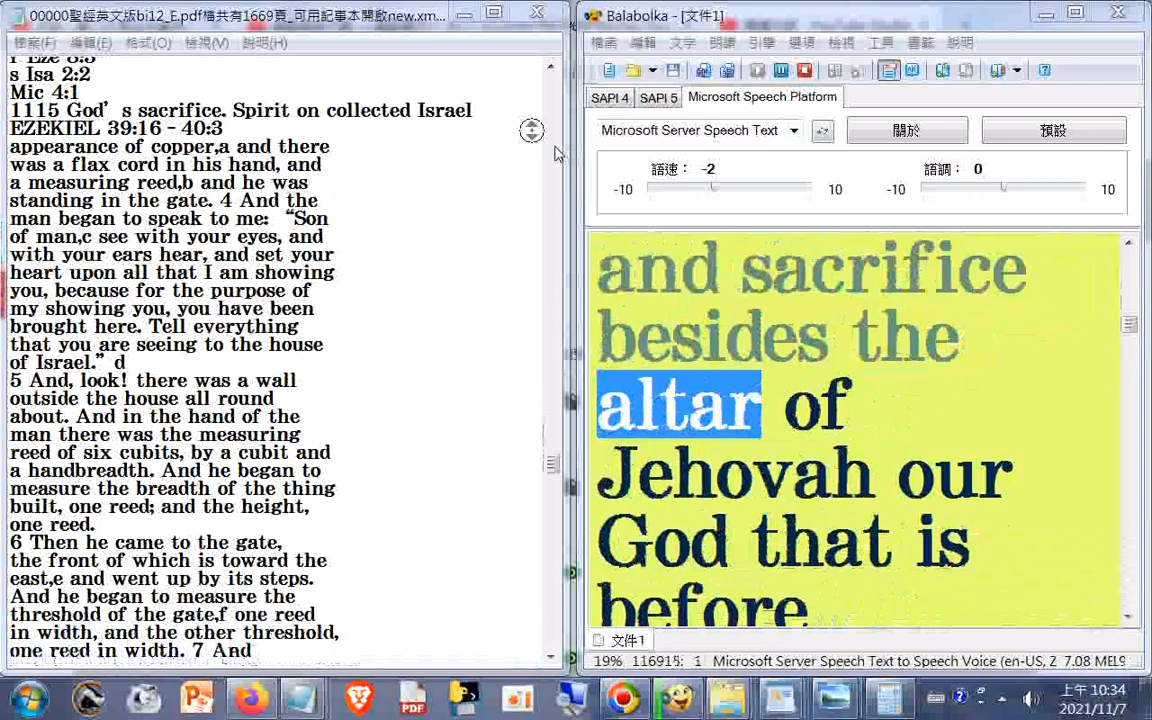 00000聖經英文版bi12_E.pdf檔共有1669頁_可用記事本開啟new.xm...
檔案(F) 編輯(E) 格式(O) 檢視(V) 說明(H)
s Isa 2:2
Mic 4:1
1115 God’s sacrifice. Spirit on collected Israel
EZEKIEL 39:16 – 40:3
appearance of copper,a and there
was a flax cord in his hand, and
a measuring reed,b and he was
standing in the gate. 4 And the
man began to speak to me: “Son
of man,c see with your eyes, and
with your ears hear, and set your
heart upon all that I am showing
you, because for the purpose of
my showing you, you have been
brought here. Tell everything
that you are seeing to the house
of Israel.” d
5 And, look! there was a wall
outside the house all round
about. And in the hand of the
man there was the measuring
reed of six cubits, by a cubit and
a handbreadth. And he began to
measure the breadth of the thing
built, one reed; and the height,
one reed.
6 Then he came to the gate,
the front of which is toward the
east,e and went up by its steps.
And he began to measure the
threshold of the gate,f one reed
in width, and the other threshold,
one reed in width. 7 And
Balabolka - [文件1]
檔案 編輯 文字 朗讀 引擎 選項 檢視 工具 書籤 說明
SAPI 4 SAPI 5 Microsoft Speech Platform
Microsoft Server Speech Text 關於 預設
語速： -2 語調： 0
-10 10 -10 10
and sacrifice
besides the
altar of
Jehovah our
God that is
before
文件1
19% 116915: 1 Microsoft Server Speech Text to Speech Voice (en-US, Z 7.08 MB
上午 10:34
2021/11/7